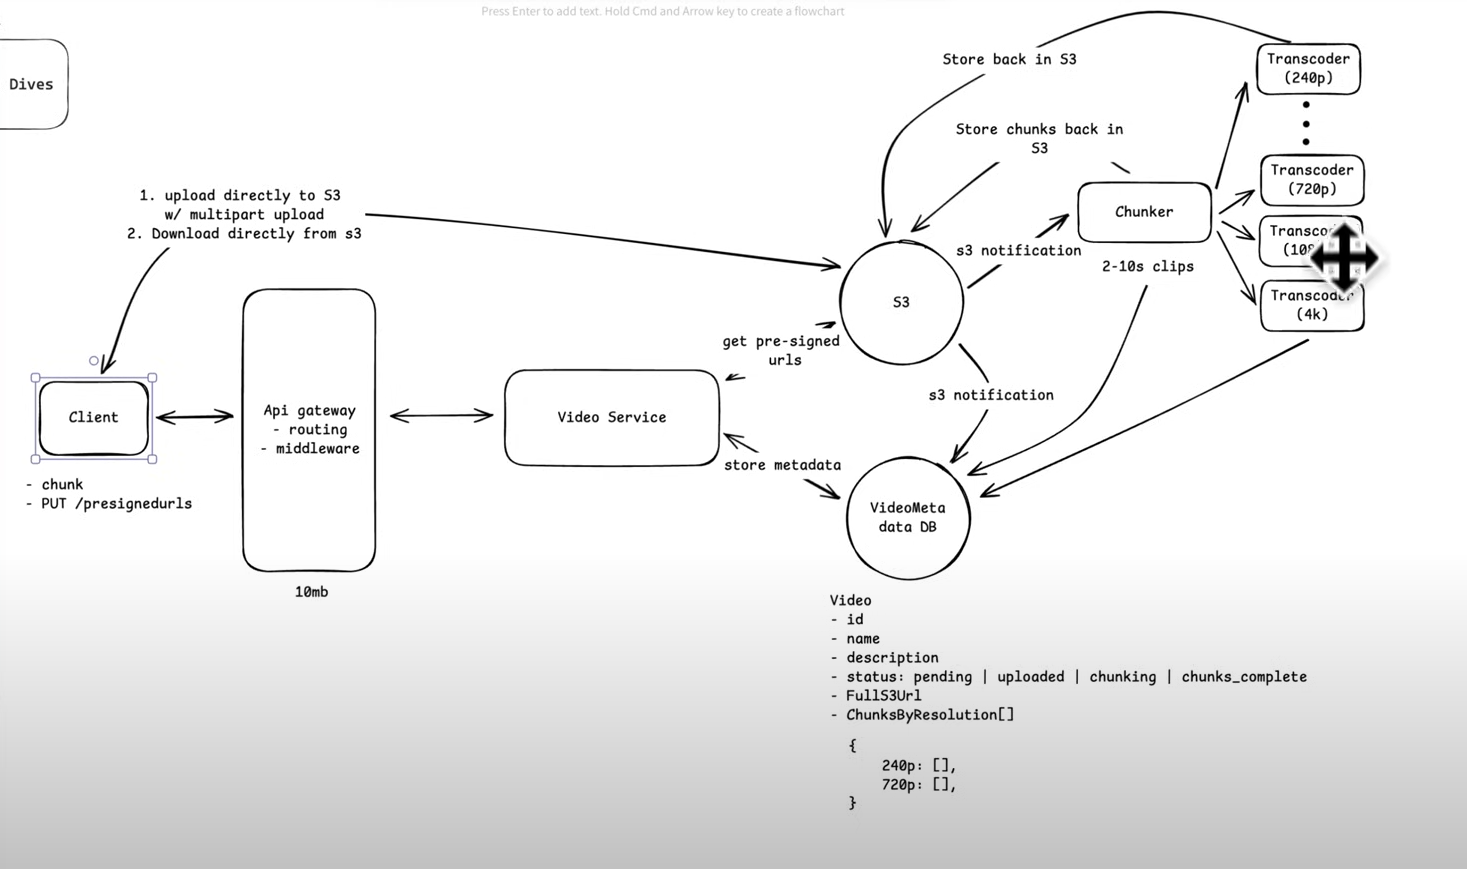 Press Enter to add text. Hold Cmd and Arrow key to create a flowchart
Dives
Store back in S3
Transcoder
(240p)
Store chunks back in
S3
Transcoder
(720p)
1. upload directly to S3
w/ multipart upload
2. Download directly from s3
Chunker
s3 notification
2-10s clips
Transcoder
(4k)
S3
get pre-signed
urls
Client
Api gateway
- routing
- middleware
Video Service
s3 notification
store metadata
- chunk
- PUT /presignedurls
VideoMeta
data DB
10mb
Video
- id
- name
- description
- status: pending | uploaded | chunking | chunks_complete
- FullS3Url
- ChunksByResolution[]
{
240p: [],
720p: [],
}